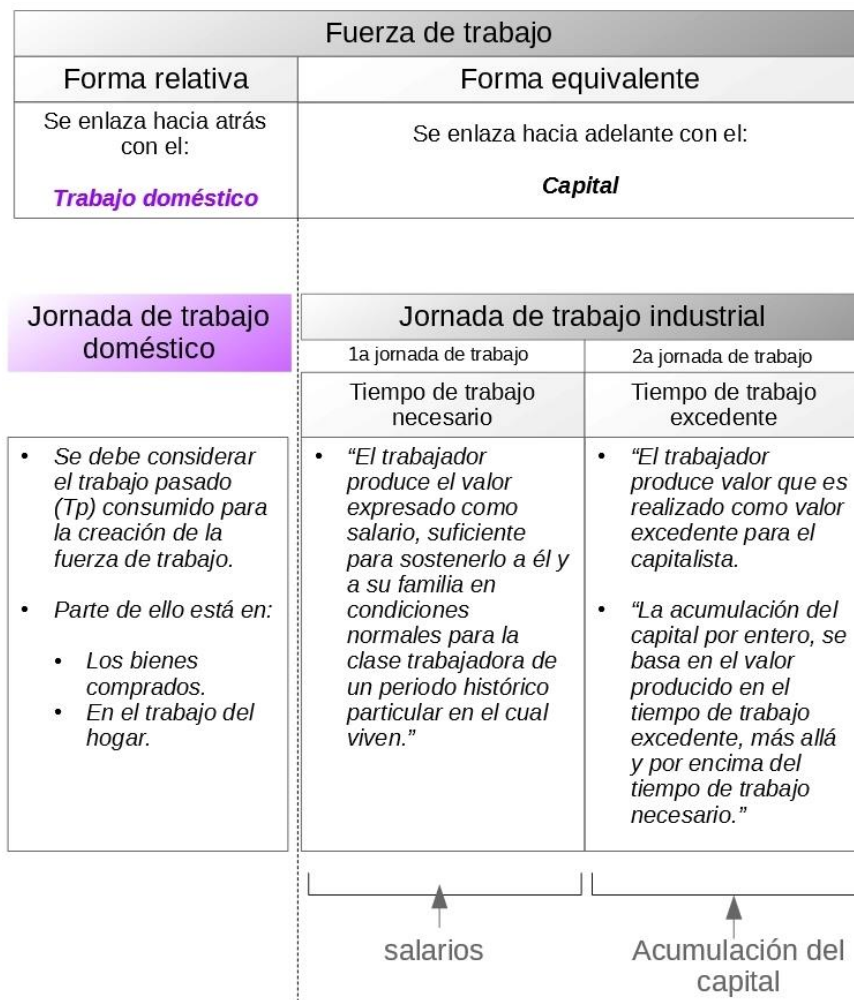 Fuerza de trabajo
Forma relativa
Forma equivalente
Se enlaza hacia atrás
con el:
Trabajo doméstico
Se enlaza hacia adelante con el:
Capital
Jornada de trabajo
doméstico
Jornada de trabajo industrial
1a jornada de trabajo
2a jornada de trabajo
Tiempo de trabajo
necesario
Tiempo de trabajo
excedente
• Se debe considerar
el trabajo pasado
(Tp) consumido para
la creación de la
fuerza de trabajo.
• Parte de ello está en:
• Los bienes
comprados.
• En el trabajo del
hogar.
• “El trabajador
produce el valor
expresado como
salario, suficiente
para sostenerlo a él y
a su familia en
condiciones
normales para la
clase trabajadora de
un periodo histórico
particular en el cual
viven.”
• “El trabajador
produce valor que es
realizado como valor
excedente para el
capitalista.
• “La acumulación del
capital por entero, se
basa en el valor
producido en el
tiempo de trabajo
excedente, más allá
y por encima del
tiempo de trabajo
necesario.”
salarios
Acumulación del
capital